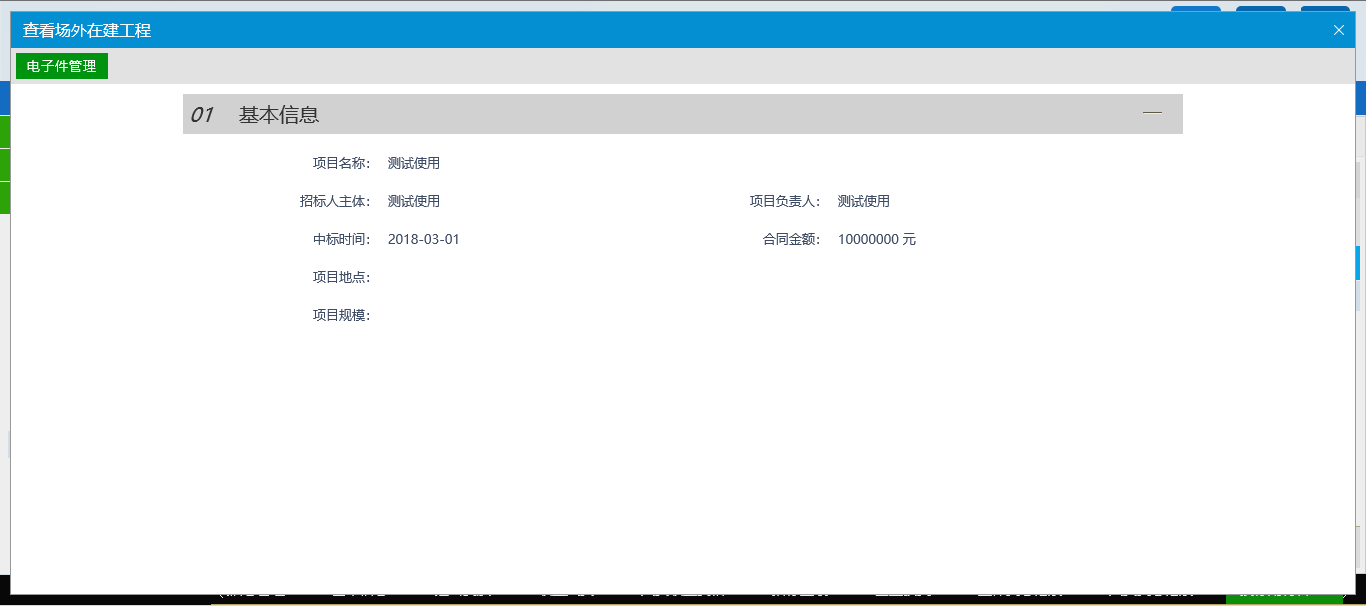 查看场外在建工程
电子件管理
01 基本信息
项目名称： 测试使用
招标人主体： 测试使用 项目负责人： 测试使用
中标时间： 2018-03-01 合同金额： 10000000 元
项目地点：
项目规模：